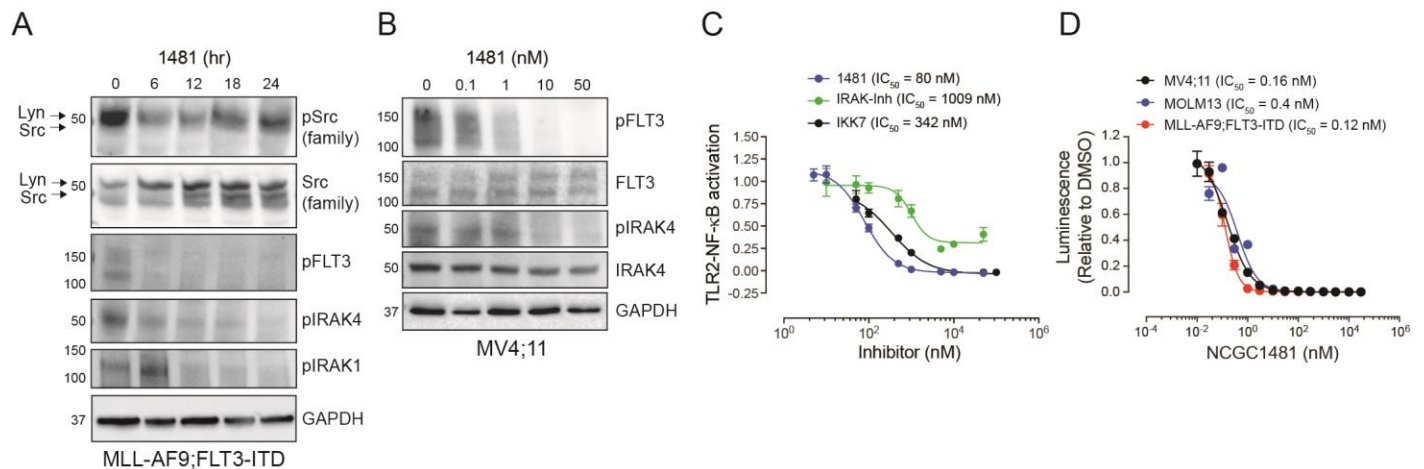 A
1481 (hr)
0 6 12 18 24
Lyn
Src
50
pSrc
(family)
Lyn
Src
50
Src
(family)
150
100
pFLT3
50
pIRAK4
150
100
pIRAK1
37
GAPDH
MLL-AF9;FLT3-ITD
B
1481 (nM)
0 0.1 1 10 50
150
100
pFLT3
150
100
FLT3
50
pIRAK4
50
IRAK4
37
GAPDH
MV4;11
C
1481 (IC50 = 80 nM)
IRAK-Inh (IC50 = 1009 nM)
IKK7 (IC50 = 342 nM)
TLR2-NF-κB activation
1.50
1.25
1.00
0.75
0.50
0.25
0.00
-0.25
10^0 10^2 10^4 10^6
Inhibitor (nM)
D
MV4;11 (IC50 = 0.16 nM)
MOLM13 (IC50 = 0.4 nM)
MLL-AF9;FLT3-ITD (IC50 = 0.12 nM)
Luminescence
(Relative to DMSO)
1.2
1.0
0.8
0.6
0.4
0.2
0.0
10^-4 10^-2 10^0 10^2 10^4
NCGC1481 (nM)